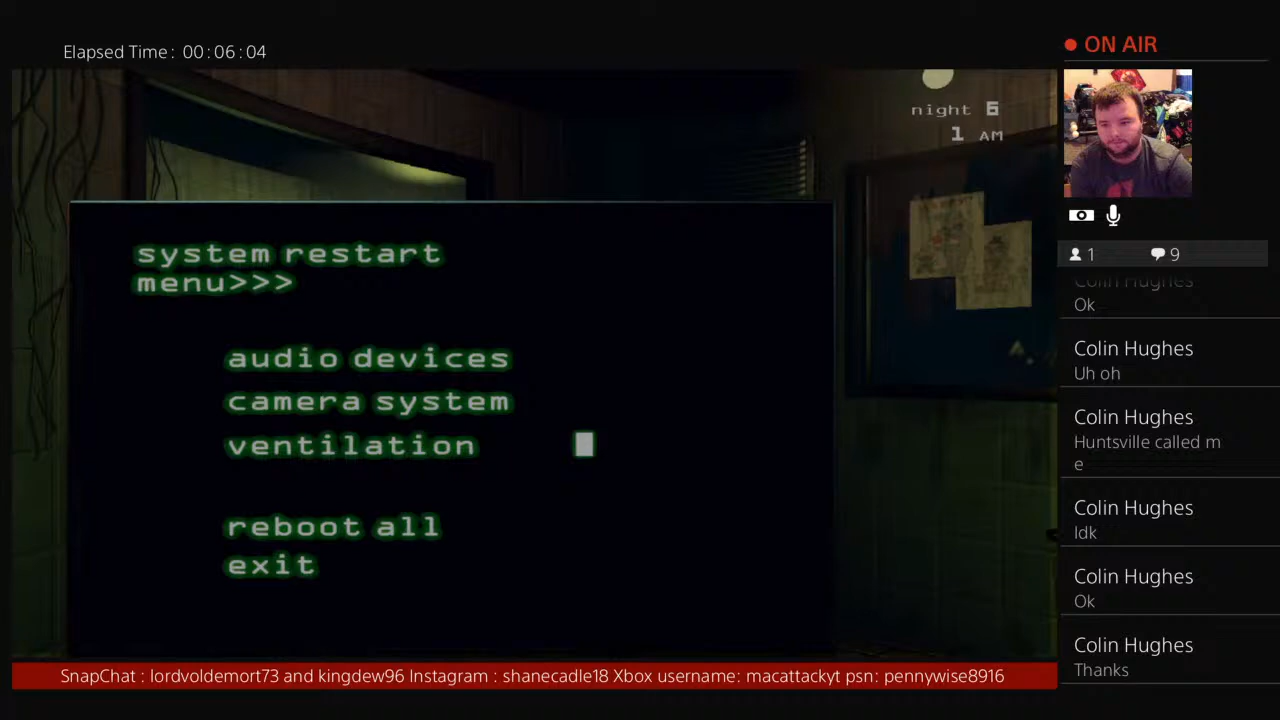 Elapsed Time: 00:06:04
ON AIR
night 6
1 AM
1
9
system restart
menu>>>
audio devices
camera system
ventilation
reboot all
exit
Colin Hughes
Ok
Colin Hughes
Uh oh
Colin Hughes
Huntsville called m
e
Colin Hughes
Idk
Colin Hughes
Ok
Colin Hughes
Thanks
SnapChat : lordvoldemort73 and kingdew96 Instagram : shanecadle18 Xbox username: macattackyt psn: pennywise8916